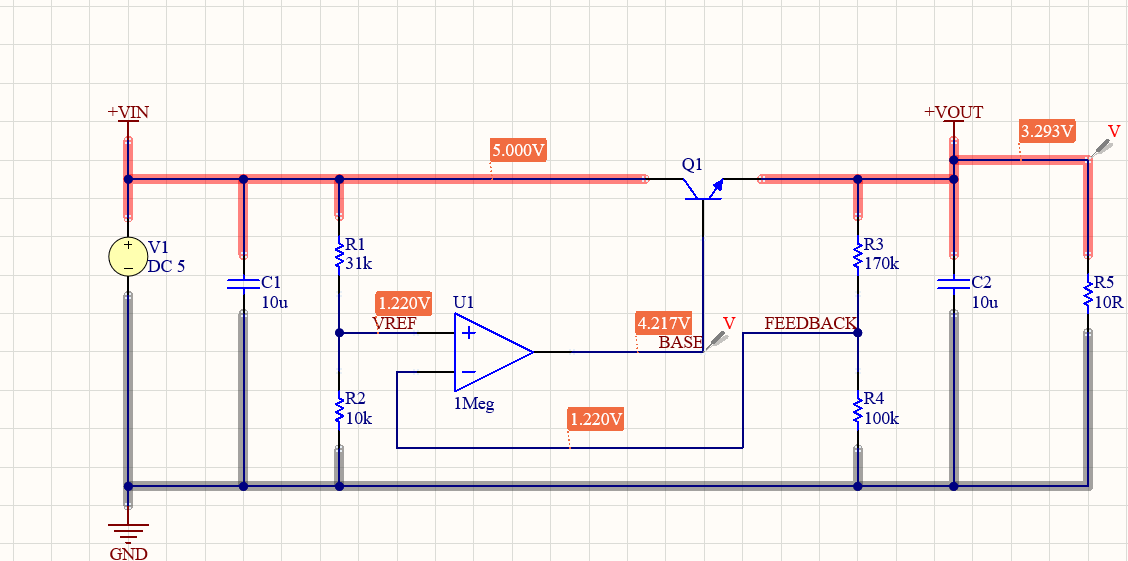 +VIN
+VOUT
3.293V
V
5.000V
Q1
V1
DC 5
R1
31k
R3
170k
C1
10u
C2
10u
R5
10R
1.220V
VREF
U1
4.217V
V
BASE
FEEDBACK
R2
10k
1Meg
R4
100k
1.220V
GND